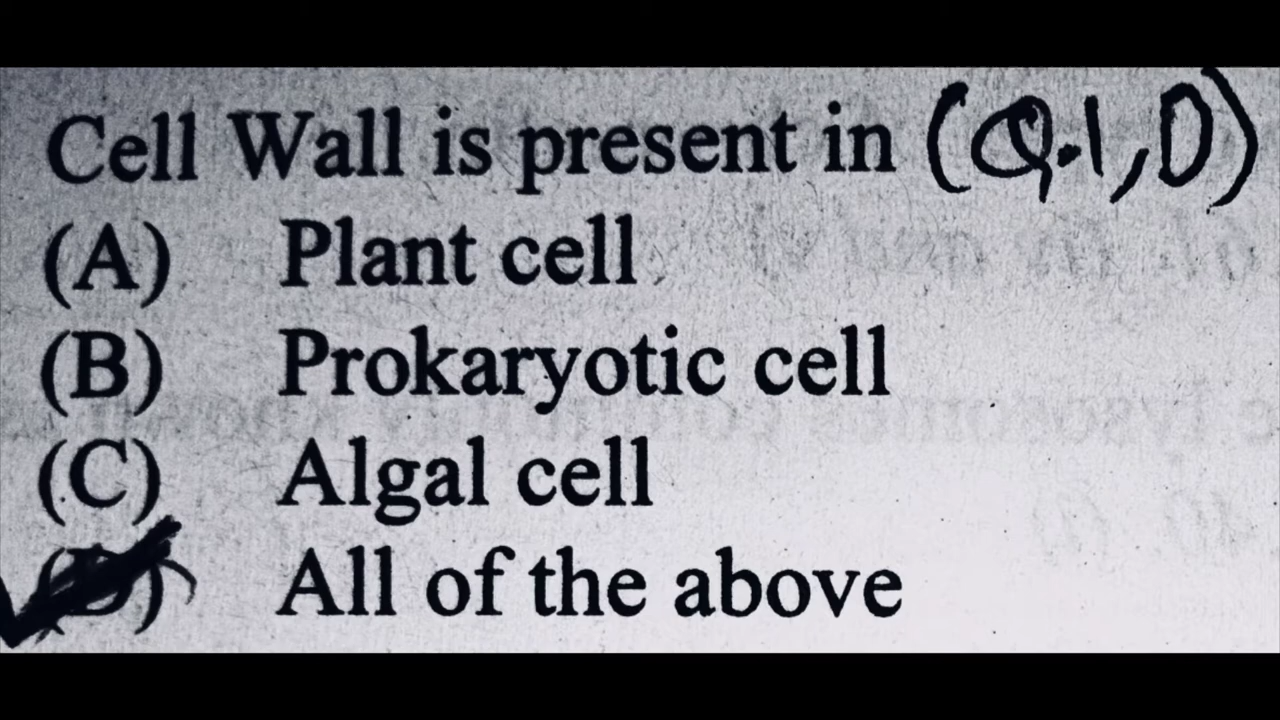 Cell Wall is present in (Q.1,D)
(A) Plant cell
(B) Prokaryotic cell
(C) Algal cell
(D) All of the above